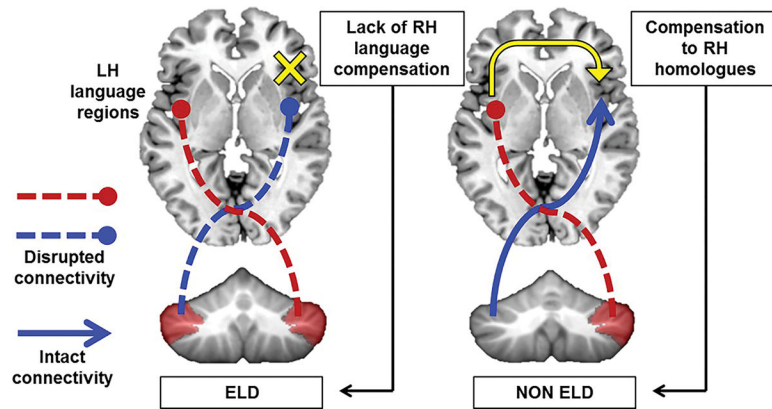 LH
language
regions
Lack of RH
language
compensation
Compensation
to RH
homologues
Disrupted
connectivity
Intact
connectivity
ELD
NON ELD